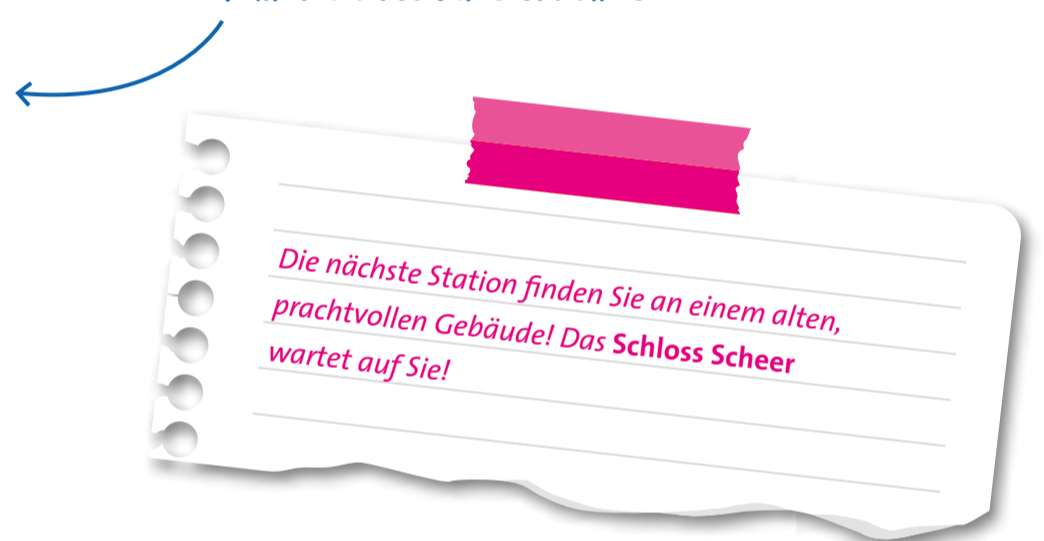 Die nächste Station finden Sie an einem alten,
prachtvollen Gebäude! Das Schloss Scheer
wartet auf Sie!